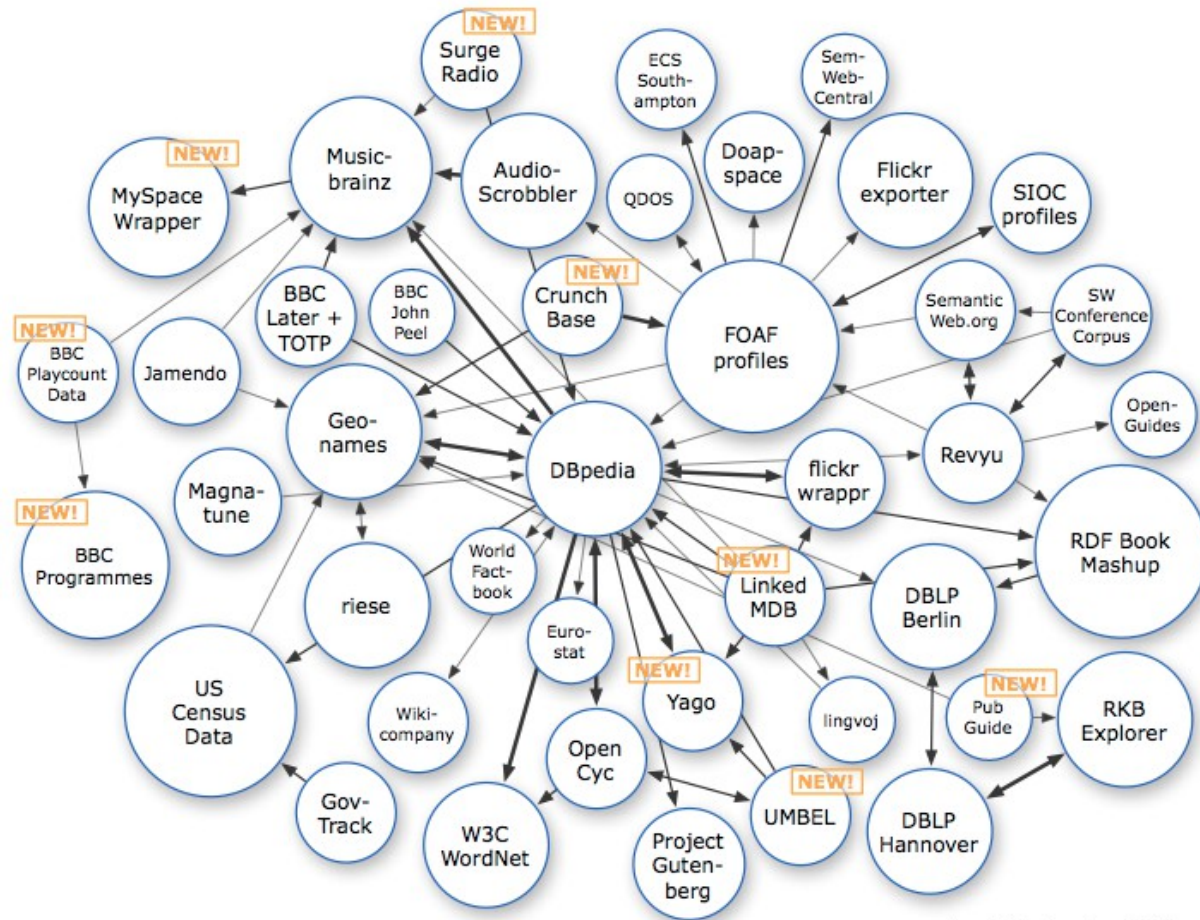 NEW!
Surge
Radio
ECS
South-
ampton
Sem-
Web-
Central
NEW!
MySpace
Wrapper
Music-
brainz
Audio-
Scrobbler
QDOS
Doap-
space
Flickr
exporter
SIOC
profiles
NEW!
BBC
Playcount
Data
Jamendo
BBC
Later +
TOTP
BBC
John
Peel
NEW!
Crunch
Base
FOAF
profiles
Semantic
Web.org
SW
Conference
Corpus
Geo-
names
DBpedia
flickr
wrappr
Revyu
Open-
Guides
Magna-
tune
NEW!
BBC
Programmes
riese
World
Fact-
book
Euro-
stat
NEW!
Linked
MDB
DBLP
Berlin
RDF Book
Mashup
US
Census
Data
Wiki-
company
Open
Cyc
NEW!
Yago
lingvoj
NEW!
Pub
Guide
RKB
Explorer
Gov-
Track
W3C
WordNet
Project
Guten-
berg
NEW!
UMBEL
DBLP
Hannover